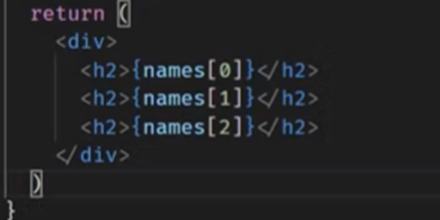 return (
<div>
<h2>{names[0]}</h2>
<h2>{names[1]}</h2>
<h2>{names[2]}</h2>
</div>
)
}